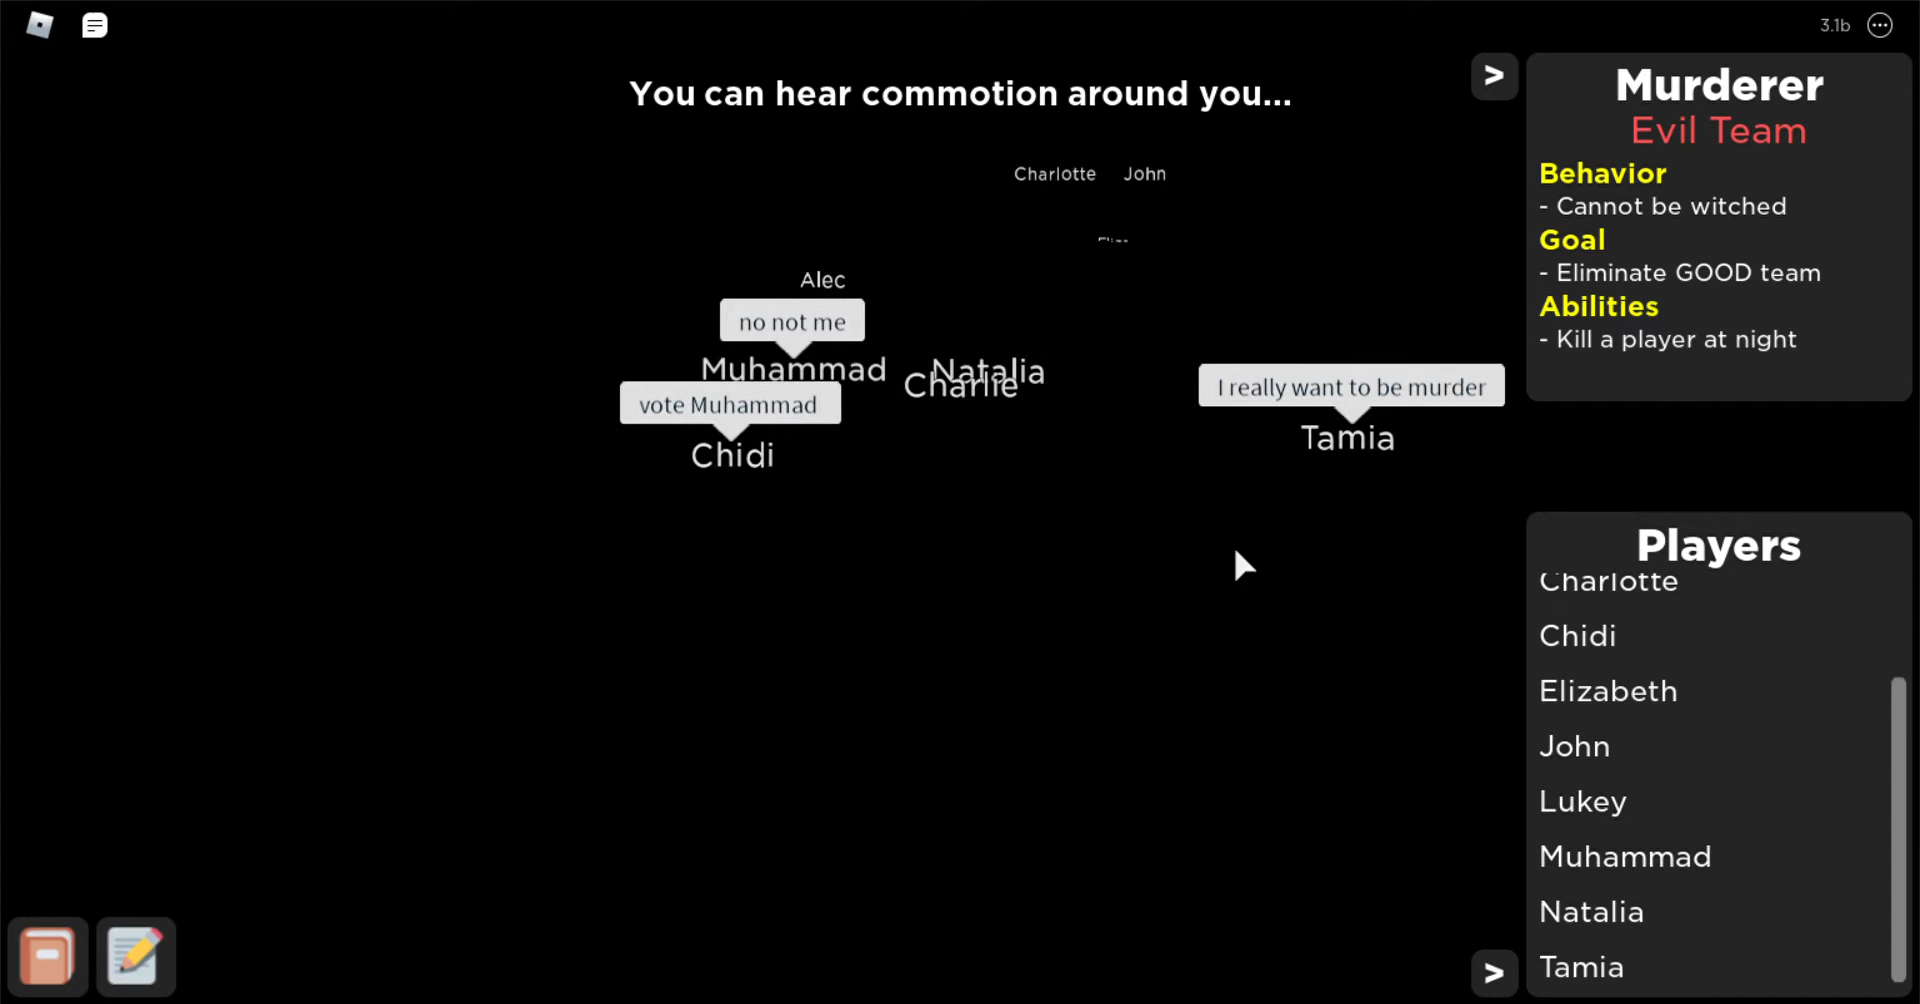 3.1b
You can hear commotion around you...
>
Murderer
Evil Team
Behavior
- Cannot be witched
Goal
- Eliminate GOOD team
Abilities
- Kill a player at night
Charlotte
John
Alec
no not me
Muhammad
Natalia
Charlie
vote Muhammad
Chidi
I really want to be murder
Tamia
Players
Charlotte
Chidi
Elizabeth
John
Lukey
Muhammad
Natalia
Tamia
>